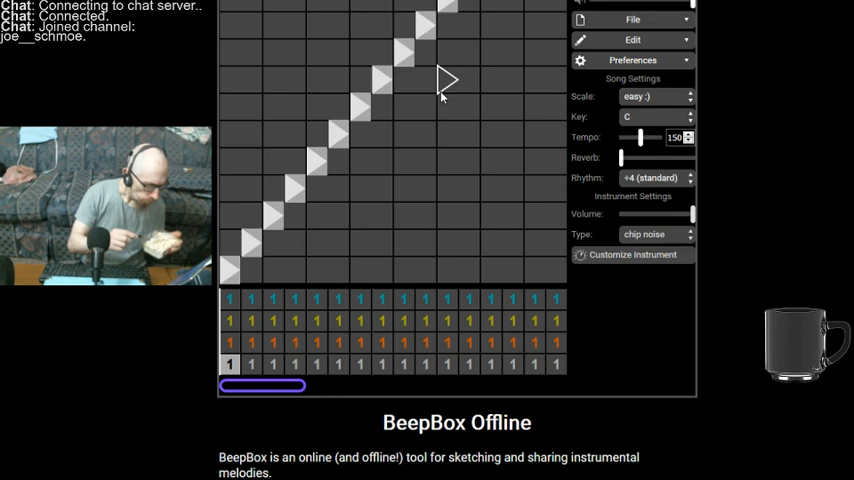 Chat: Connecting to chat server..
Chat: Connected.
Chat: Joined channel:
joe__schmoe.
File
Edit
Preferences
Song Settings
Scale: easy :)
Key: C
Tempo: 150
Reverb:
Rhythm: ÷4 (standard)
Instrument Settings
Volume:
Type: chip noise
Customize Instrument
1 1 1 1 1 1 1 1 1 1 1 1 1 1 1 1
1 1 1 1 1 1 1 1 1 1 1 1 1 1 1 1
1 1 1 1 1 1 1 1 1 1 1 1 1 1 1 1
1 1 1 1 1 1 1 1 1 1 1 1 1 1 1 1
BeepBox Offline
BeepBox is an online (and offline!) tool for sketching and sharing instrumental
melodies.